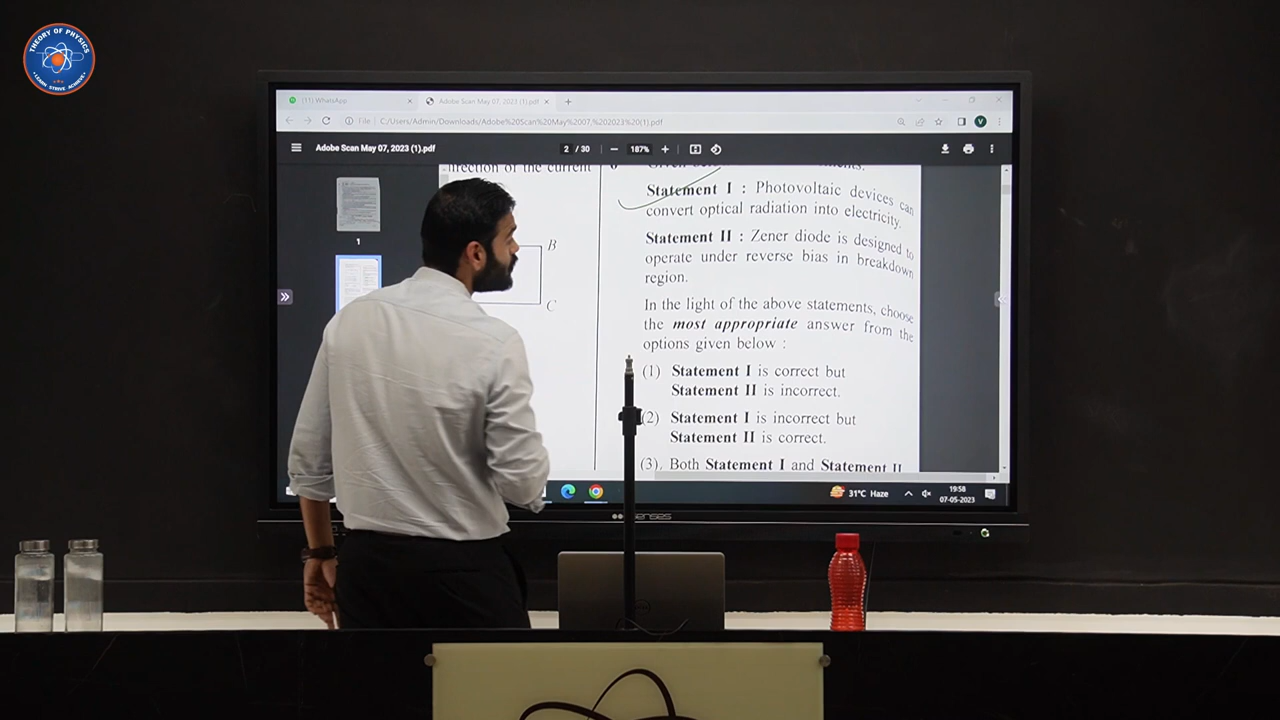 THEORY OF PHYSICS
LEARN STRIVE ACHIEVE
(11) WhatsApp
Adobe Scan May 07, 2023 (1).pdf
File
C:/Users/Admin/Downloads/Adobe%20Scan%20May%2007,%202023%20(1).pdf
V
Adobe Scan May 07, 2023 (1).pdf
2 / 30
187%
1
irection of the current
B
C
Statement I : Photovoltaic devices can
convert optical radiation into electricity.
Statement II : Zener diode is designed to
operate under reverse bias in breakdown
region.
In the light of the above statements, choose
the most appropriate answer from the
options given below :
(1) Statement I is correct but
Statement II is incorrect.
(2) Statement I is incorrect but
Statement II is correct.
(3) Both Statement I and Statement II
31°C Haze
19:58
07-05-2023